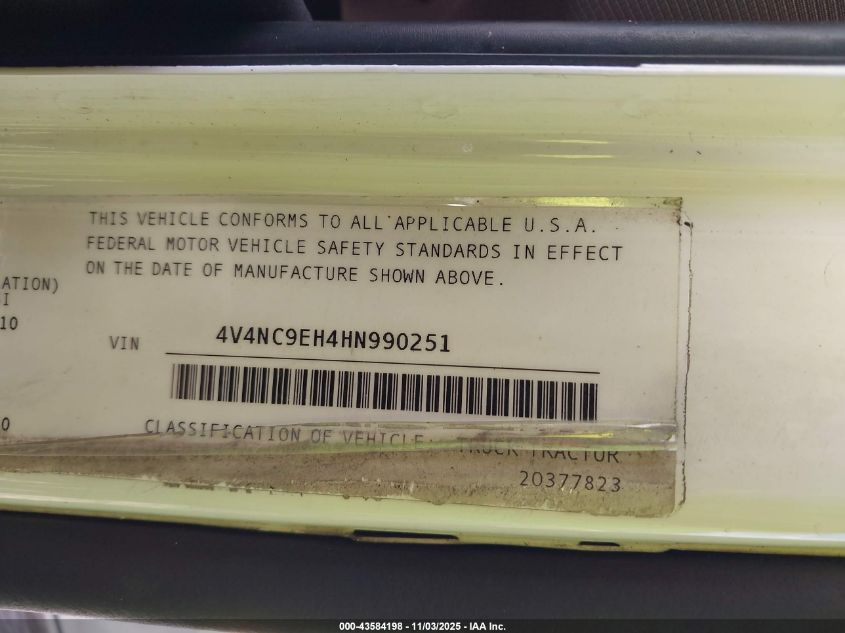 THIS VEHICLE CONFORMS TO ALL APPLICABLE U.S.A.
FEDERAL MOTOR VEHICLE SAFETY STANDARDS IN EFFECT
ON THE DATE OF MANUFACTURE SHOWN ABOVE.
ATION)
SI
10
VIN 4V4NC9EH4HN990251
0
CLASSIFICATION OF VEHICLE: TRUCK TRACTOR
20377823
000-43584198 - 11/03/2025 - IAA Inc.